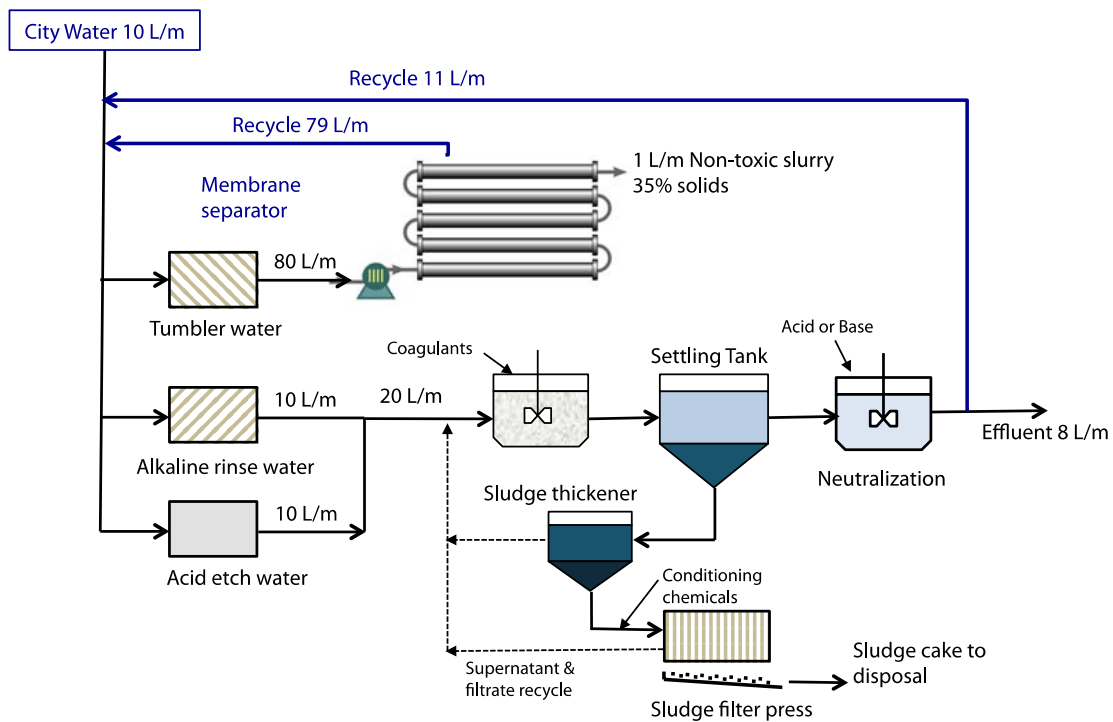 City Water 10 L/m
Recycle 11 L/m
Recycle 79 L/m
1 L/m Non-toxic slurry
35% solids
Membrane
separator
80 L/m
Tumbler water
Coagulants
Settling Tank
Acid or Base
10 L/m
20 L/m
Effluent 8 L/m
Alkaline rinse water
Neutralization
Sludge thickener
10 L/m
Acid etch water
Conditioning
chemicals
Supernatant &
filtrate recycle
Sludge cake to
disposal
Sludge filter press